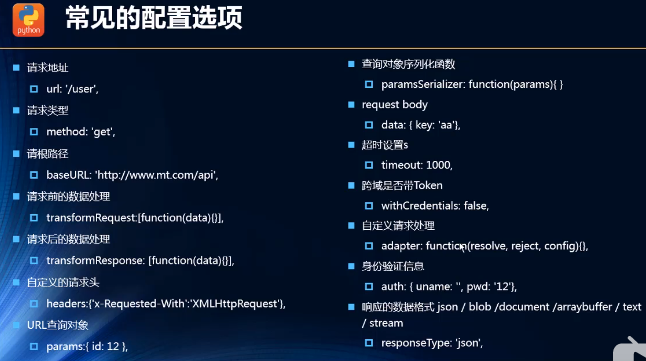 python
常见的配置选项
请求地址
url: '/user',
请求类型
method: 'get',
请根路径
baseURL: 'http://www.mt.com/api',
请求前的数据处理
transformRequest:[function(data){}],
请求后的数据处理
transformResponse: [function(data){}],
自定义的请求头
headers:{'x-Requested-With':'XMLHttpRequest'},
URL查询对象
params:{ id: 12 },
查询对象序列化函数
paramsSerializer: function(params){ }
request body
data: { key: 'aa'},
超时设置s
timeout: 1000,
跨域是否带Token
withCredentials: false,
自定义请求处理
adapter: function(resolve, reject, config){},
身份验证信息
auth: { uname: '', pwd: '12'},
响应的数据格式 json / blob /document /arraybuffer / text
/ stream
responseType: 'json',